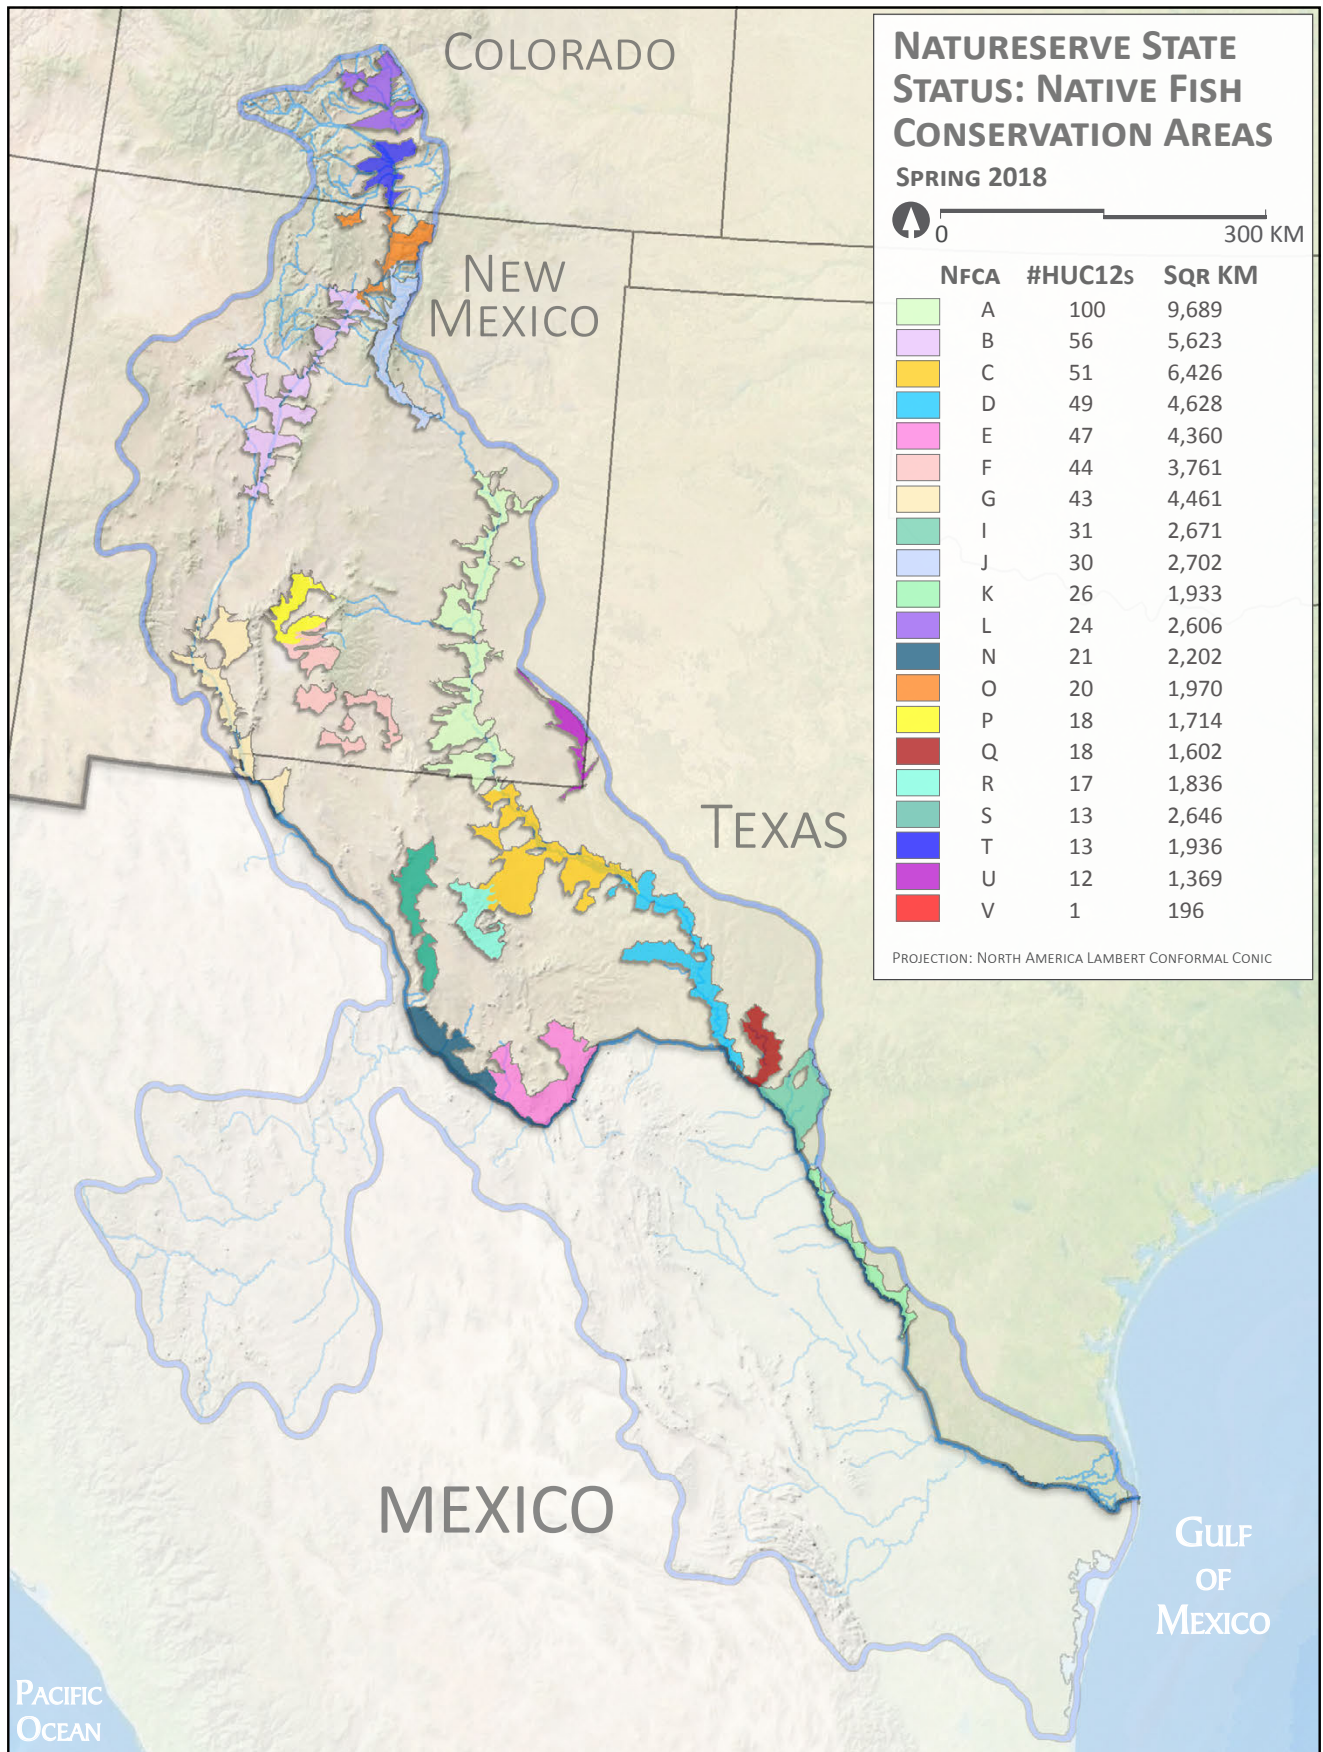 COLORADO
NEW
MEXICO
TEXAS
MEXICO
GULF
OF
MEXICO
PACIFIC
OCEAN
NATURESERVE STATE
STATUS: NATIVE FISH
CONSERVATION AREAS
SPRING 2018
0 300 KM
NFCA #HUC12S SQR KM
A 100 9,689
B 56 5,623
C 51 6,426
D 49 4,628
E 47 4,360
F 44 3,761
G 43 4,461
I 31 2,671
J 30 2,702
K 26 1,933
L 24 2,606
N 21 2,202
O 20 1,970
P 18 1,714
Q 18 1,602
R 17 1,836
S 13 2,646
T 13 1,936
U 12 1,369
V 1 196
PROJECTION: NORTH AMERICA LAMBERT CONFORMAL CONIC